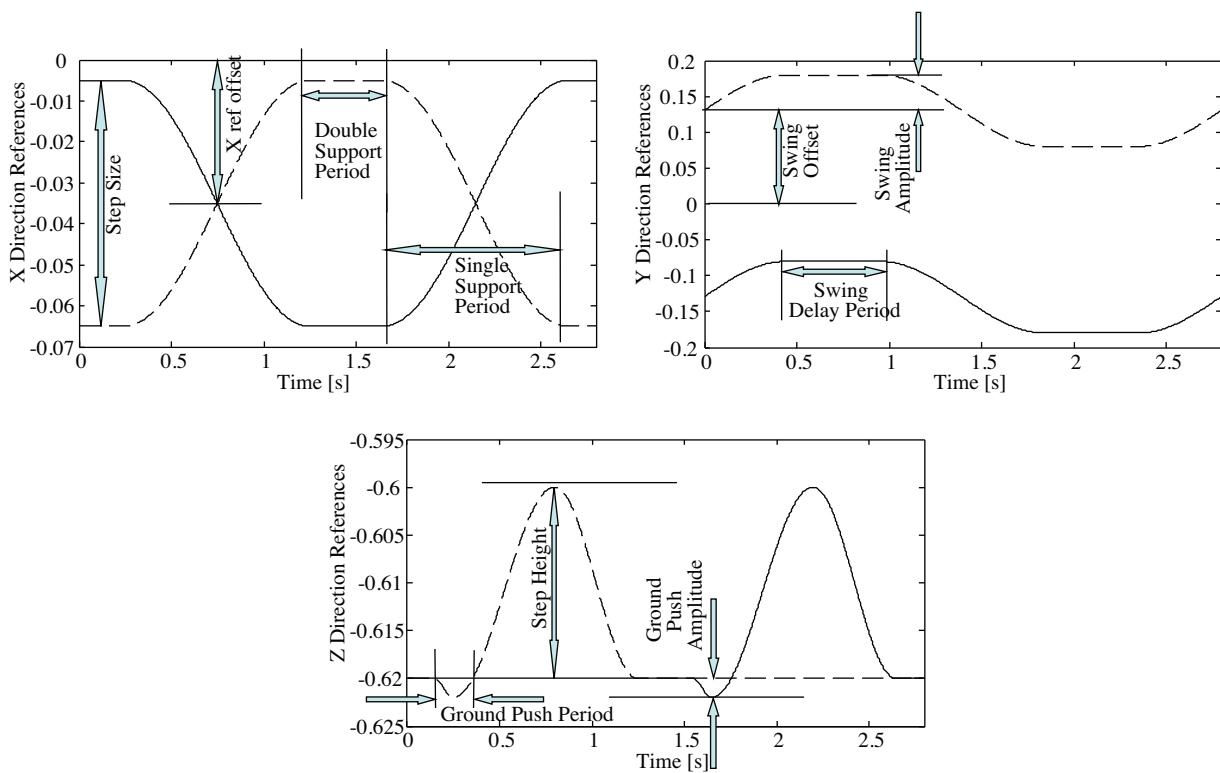 0
-0.01
-0.02
-0.03
-0.04
-0.05
-0.06
-0.07
X Direction References
Step Size
X ref offset
Double
Support
Period
Single
Support
Period
0
0.5
1
1.5
2
2.5
Time [s]
0.2
0.15
0.1
0
-0.05
-0.1
-0.15
-0.2
Y Direction References
Swing
Offset
Swing
Amplitude
Swing
Delay Period
0
0.5
1
1.5
2
2.5
Time [s]
-0.595
-0.6
-0.605
-0.61
-0.615
-0.620
-0.625
Z Direction References
Step Height
Ground
Push
Amplitude
Ground Push Period
0
0.5
1
1.5
2
2.5
Time [s]